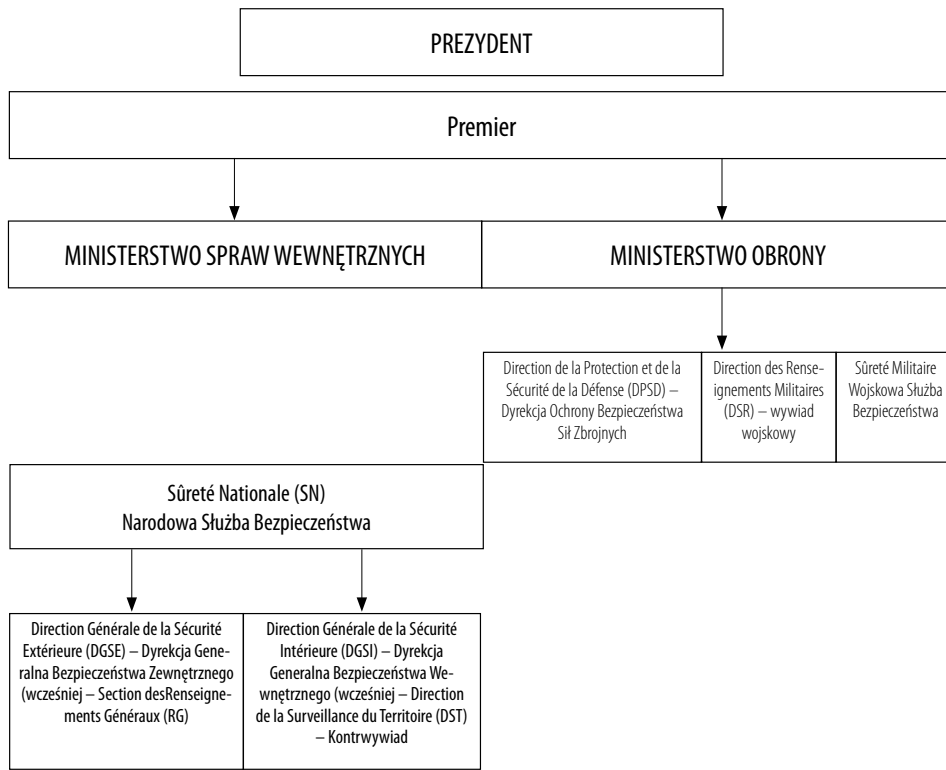 PREZYDENT
Premier
MINISTERSTWO SPRAW WEWNĘTRZNYCH
MINISTERSTWO OBRONY
Direction de la Protection et de la
Sécurité de la Défense (DPSD) –
Dyrekcja Ochrony Bezpieczeństwa
Sił Zbrojnych
Direction des Rense-
ignements Militaires
(DSR) – wywiad
wojskowy
Sûreté Militaire
Wojskowa Służba
Bezpieczeństwa
Sûreté Nationale (SN)
Narodowa Służba Bezpieczeństwa
Direction Générale de la Sécurité
Extérieure (DGSE) – Dyrekcja Gene-
ralna Bezpieczeństwa Zewnętrznego
(wcześniej – Section desRenseigne-
ments Généraux (RG)
Direction Générale de la Sécurité
Intérieure (DGSI) – Dyrekcja
Generalna Bezpieczeństwa We-
wnętrznego (wcześniej – Direction
de la Surveillance du Territoire (DST)
– Kontrwywiad